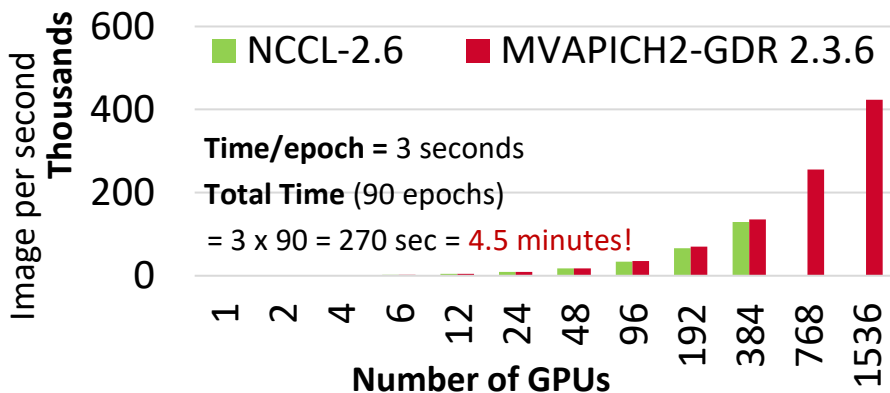 Image per second
Thousands
600
400
200
0
NCCL-2.6
MVAPICH2-GDR 2.3.6
Time/epoch = 3 seconds
Total Time (90 epochs)
= 3 x 90 = 270 sec = 4.5 minutes!
1 2 4 6 12 24 48 96 192 384 768 1536
Number of GPUs